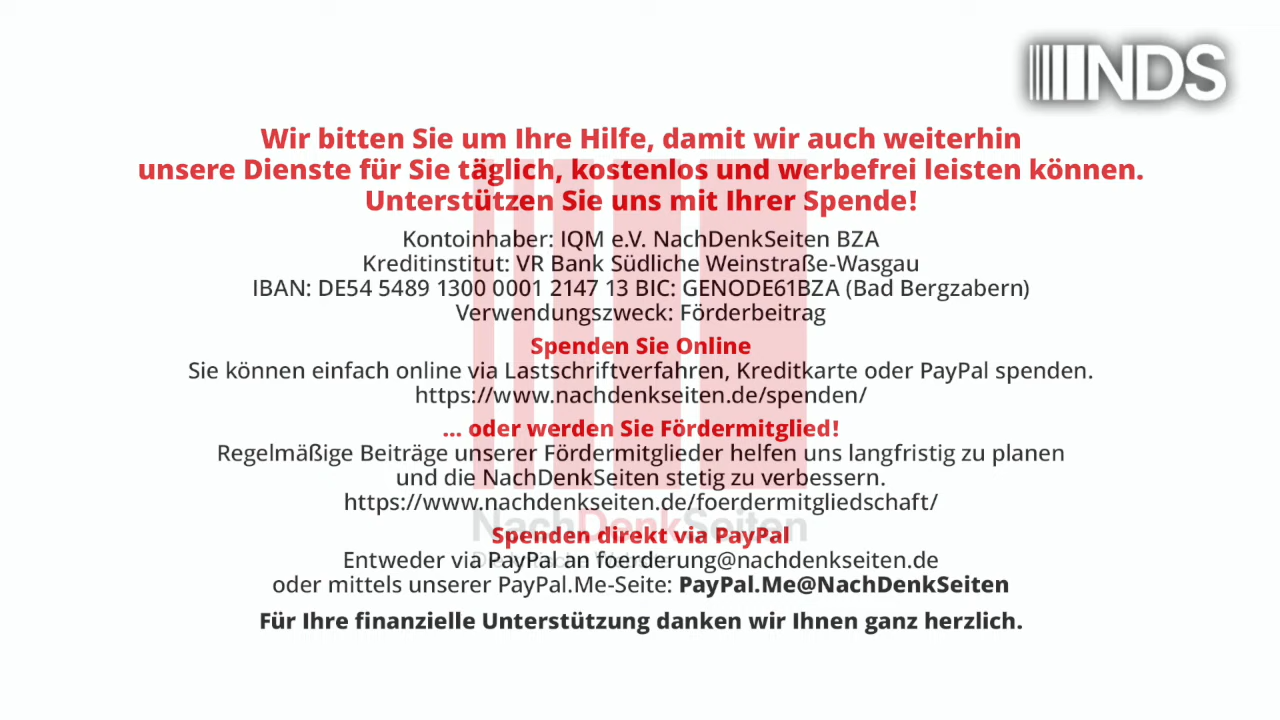 NDS
Wir bitten Sie um Ihre Hilfe, damit wir auch weiterhin
unsere Dienste für Sie täglich, kostenlos und werbefrei leisten können.
Unterstützen Sie uns mit Ihrer Spende!
Kontoinhaber: IQM e.V. NachDenkSeiten BZA
Kreditinstitut: VR Bank Südliche Weinstraße-Wasgau
IBAN: DE54 5489 1300 0001 2147 13 BIC: GENODE61BZA (Bad Bergzabern)
Verwendungszweck: Förderbeitrag
Spenden Sie Online
Sie können einfach online via Lastschriftverfahren, Kreditkarte oder PayPal spenden.
https://www.nachdenkseiten.de/spenden/
... oder werden Sie Fördermitglied!
Regelmäßige Beiträge unserer Fördermitglieder helfen uns langfristig zu planen
und die NachDenkSeiten stetig zu verbessern.
https://www.nachdenkseiten.de/foerdermitgliedschaft/
NachDenkSeiten
Spenden direkt via PayPal
Entweder via PayPal an foerderung@nachdenkseiten.de
oder mittels unserer PayPal.Me-Seite: PayPal.Me@NachDenkSeiten
Für Ihre finanzielle Unterstützung danken wir Ihnen ganz herzlich.